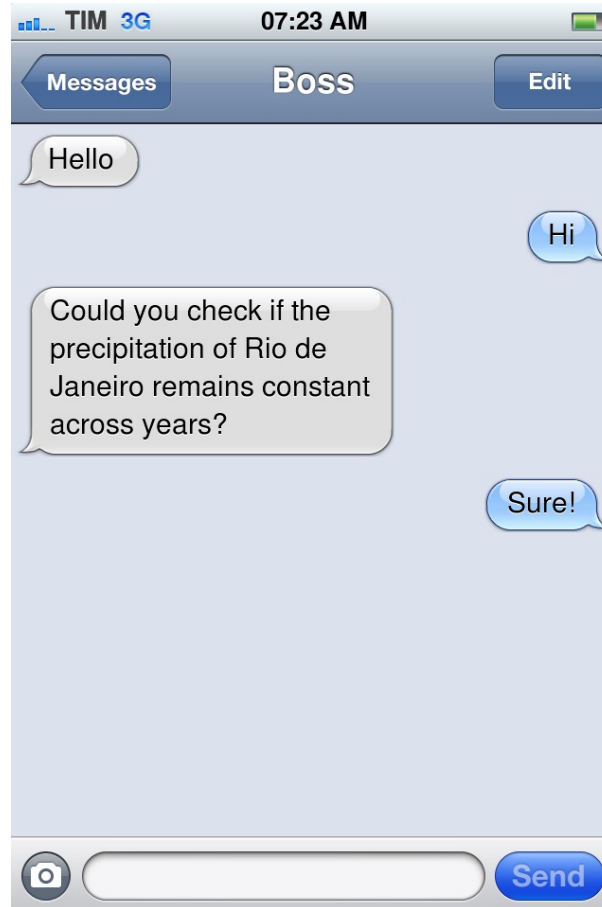 TIM 3G 07:23 AM
Messages Boss Edit
Hello
Hi
Could you check if the
precipitation of Rio de
Janeiro remains constant
across years?
Sure!
Send